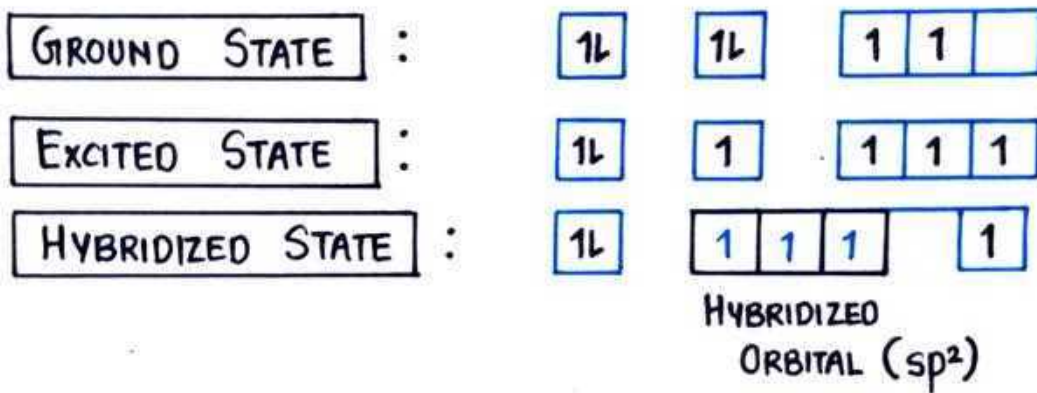 GROUND STATE : 1L 1L 1 1
EXCITED STATE : 1L 1 1 1 1
HYBRIDIZED STATE : 1L 1 1 1 1
HYBRIDIZED
ORBITAL (sp²)